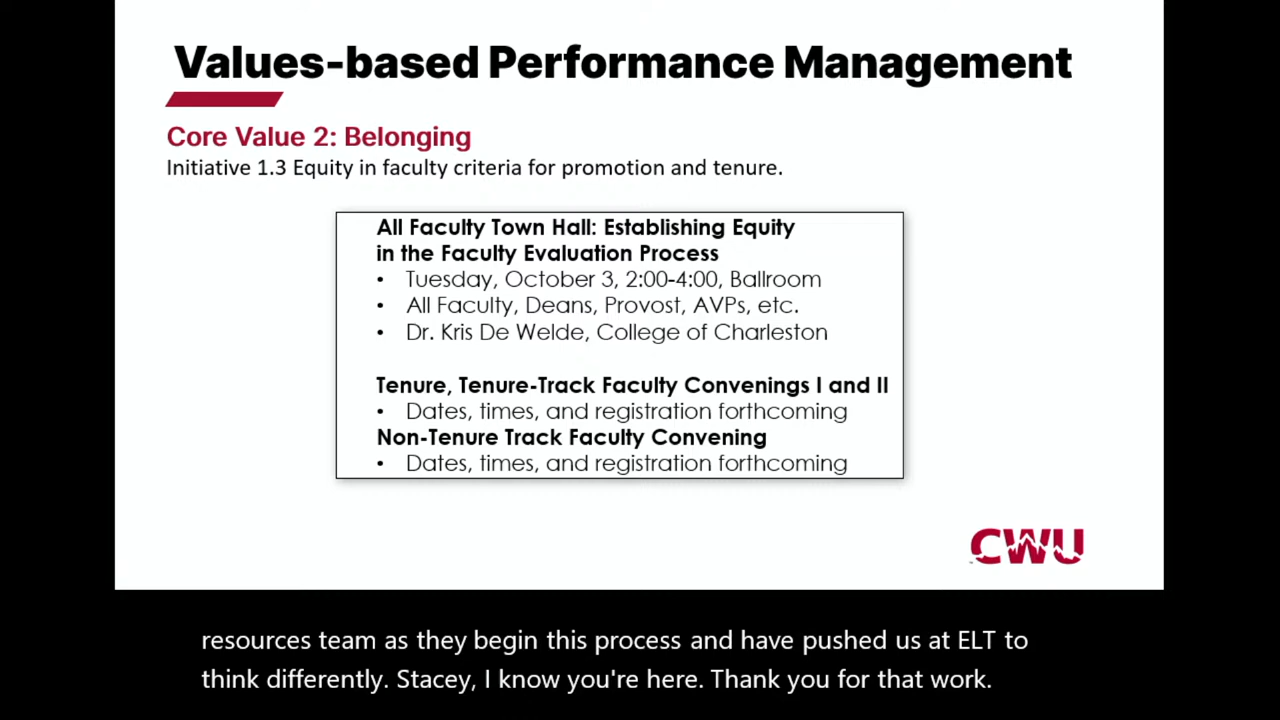 Values-based Performance Management
Core Value 2: Belonging
Initiative 1.3 Equity in faculty criteria for promotion and tenure.
All Faculty Town Hall: Establishing Equity
in the Faculty Evaluation Process
• Tuesday, October 3, 2:00-4:00, Ballroom
• All Faculty, Deans, Provost, AVPs, etc.
• Dr. Kris De Welde, College of Charleston
Tenure, Tenure-Track Faculty Convenings I and II
• Dates, times, and registration forthcoming
Non-Tenure Track Faculty Convening
• Dates, times, and registration forthcoming
CWU
resources team as they begin this process and have pushed us at ELT to
think differently. Stacey, I know you're here. Thank you for that work.